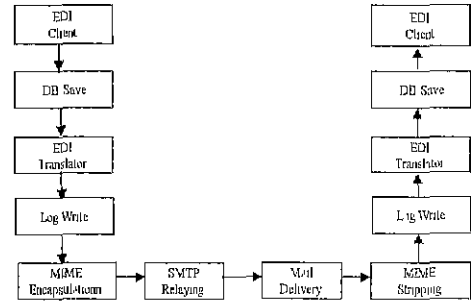 EDI
Client
DB Save
EDI
Translator
Log Write
MIME
Encapsulation
SMTP
Relaying
Mail
Delivery
MIME
Stripping
Log Write
EDI
Translator
DB Save
EDI
Client